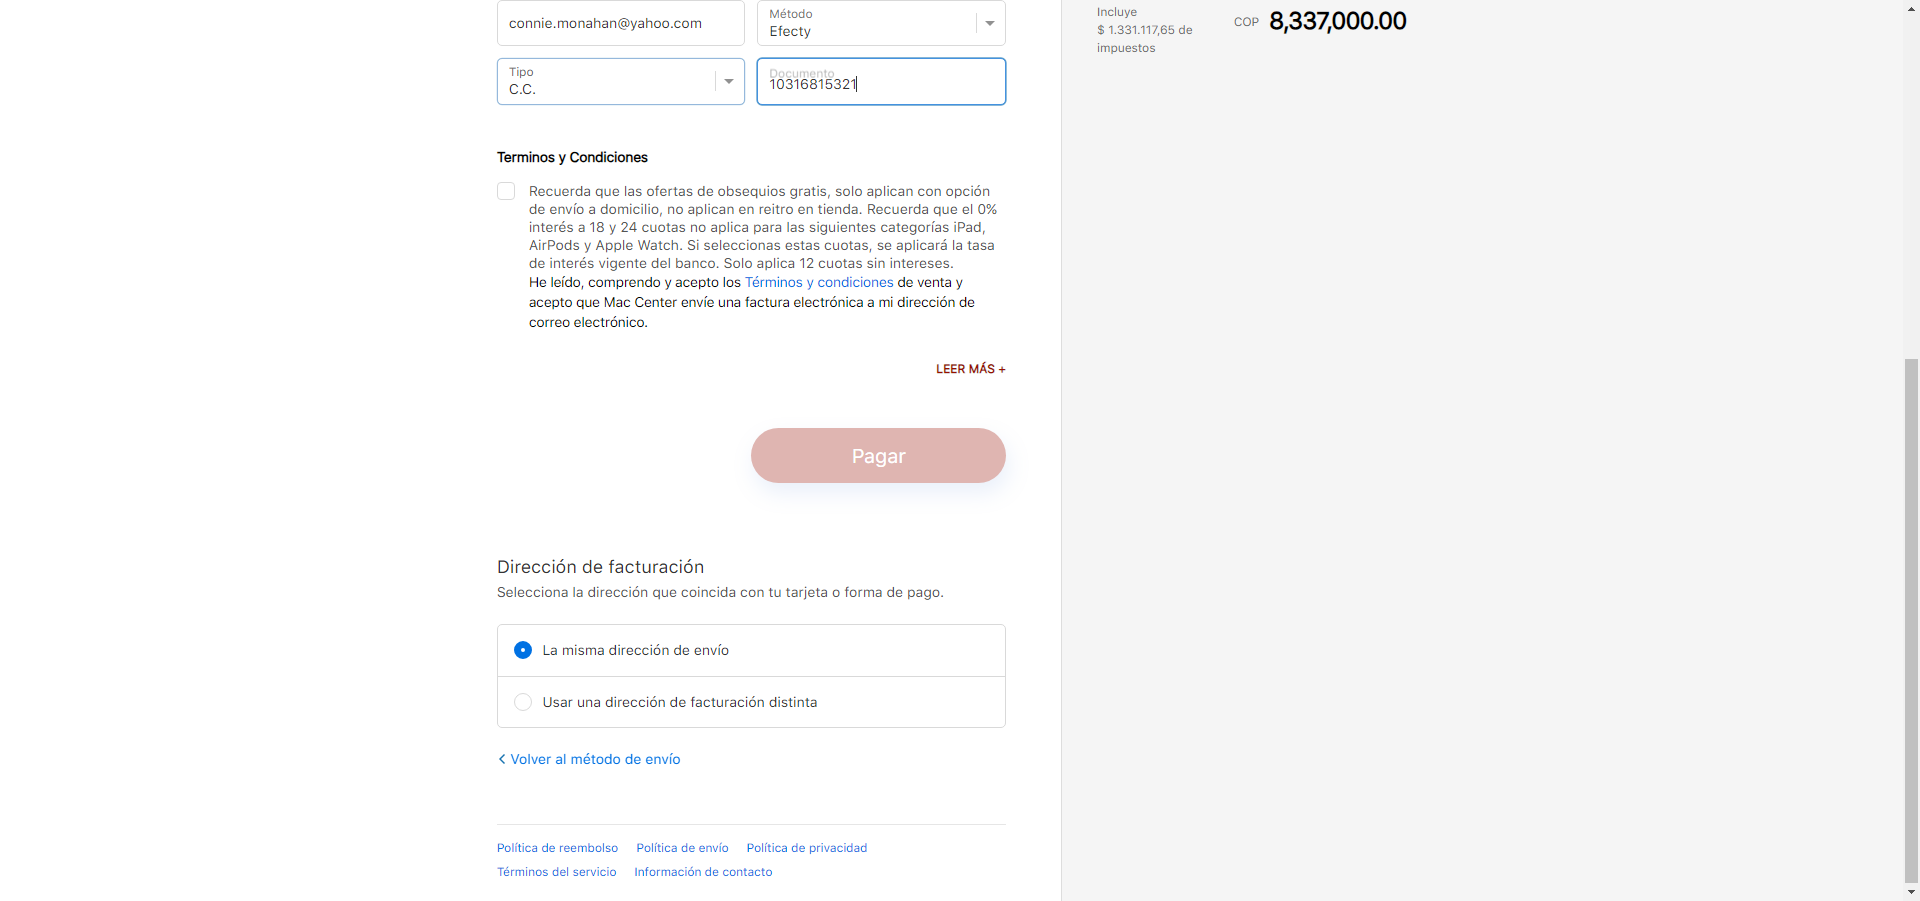 connie.monahan@yahoo.com
Método
Efecty
Tipo
C.C.
Documento
10316815321
Terminos y Condiciones
Recuerda que las ofertas de obsequios gratis, solo aplican con opción
de envío a domicilio, no aplican en reitro en tienda. Recuerda que el 0%
interés a 18 y 24 cuotas no aplica para las siguientes categorías iPad,
AirPods y Apple Watch. Si seleccionas estas cuotas, se aplicará la tasa
de interés vigente del banco. Solo aplica 12 cuotas sin intereses.
He leído, comprendo y acepto los Términos y condiciones de venta y
acepto que Mac Center envíe una factura electrónica a mi dirección de
correo electrónico.
LEER MÁS +
Pagar
Dirección de facturación
Selecciona la dirección que coincida con tu tarjeta o forma de pago.
La misma dirección de envío
Usar una dirección de facturación distinta
Volver al método de envío
Política de reembolso Política de envío Política de privacidad
Términos del servicio Información de contacto
Incluye
$ 1.331.117,65 de
impuestos
COP 8,337,000.00